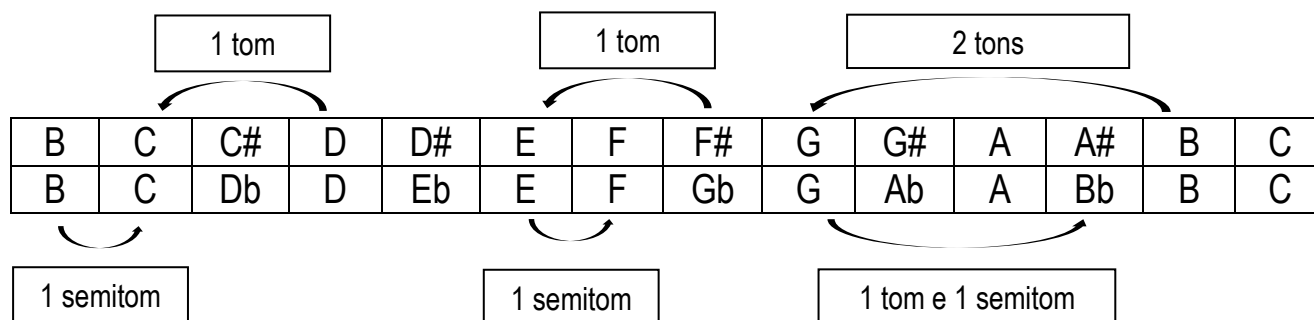 1 tom 1 tom 2 tons
B C C# D D# E F F# G G# A A# B C
B C Db D Eb E F Gb G Ab A Bb B C
1 semitom 1 semitom 1 tom e 1 semitom